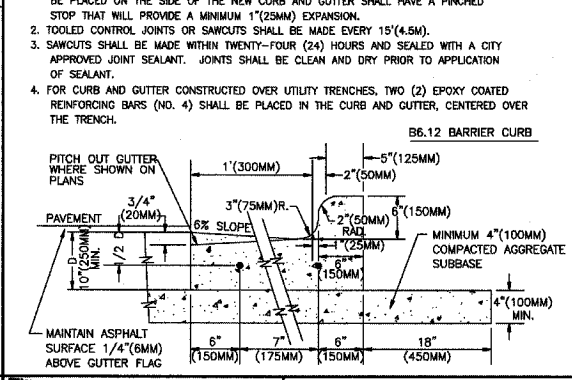 BE PLACED ON THE SIDE OF THE NEW CURB AND GUTTER SHALL HAVE A PINCHED
STOP THAT WILL PROVIDE A MINIMUM 1"(25MM) EXPANSION.
2. TOOLED CONTROL JOINTS OR SAWCUTS SHALL BE MADE EVERY 15'(4.5M).
3. SAWCUTS SHALL BE MADE WITHIN TWENTY-FOUR (24) HOURS AND SEALED WITH A CITY
APPROVED JOINT SEALANT. JOINTS SHALL BE CLEAN AND DRY PRIOR TO APPLICATION
OF SEALANT.
4. FOR CURB AND GUTTER CONSTRUCTED OVER UTILITY TRENCHES, TWO (2) EPOXY COATED
REINFORCING BARS (NO. 4) SHALL BE PLACED IN THE CURB AND GUTTER, CENTERED OVER
THE TRENCH.
B6.12 BARRIER CURB
PITCH OUT GUTTER
WHERE SHOWN ON
PLANS
1'(300MM)
5"(125MM)
2"(50MM)
3/4"
(20MM)
3"(75MM)R.
2"(50MM)
RAD.
6"(150MM)
PAVEMENT
6% SLOPE
1"(25MM)
MINIMUM 4"(100MM)
COMPACTED AGGREGATE
SUBBASE
D
10"(250MM)
MIN.
1/2 D
6"
(150MM)
4"(100MM)
MIN.
MAINTAIN ASPHALT
SURFACE 1/4"(6MM)
ABOVE GUTTER FLAG
6"
(150MM)
7"
(175MM)
6"
(150MM)
18"
(450MM)